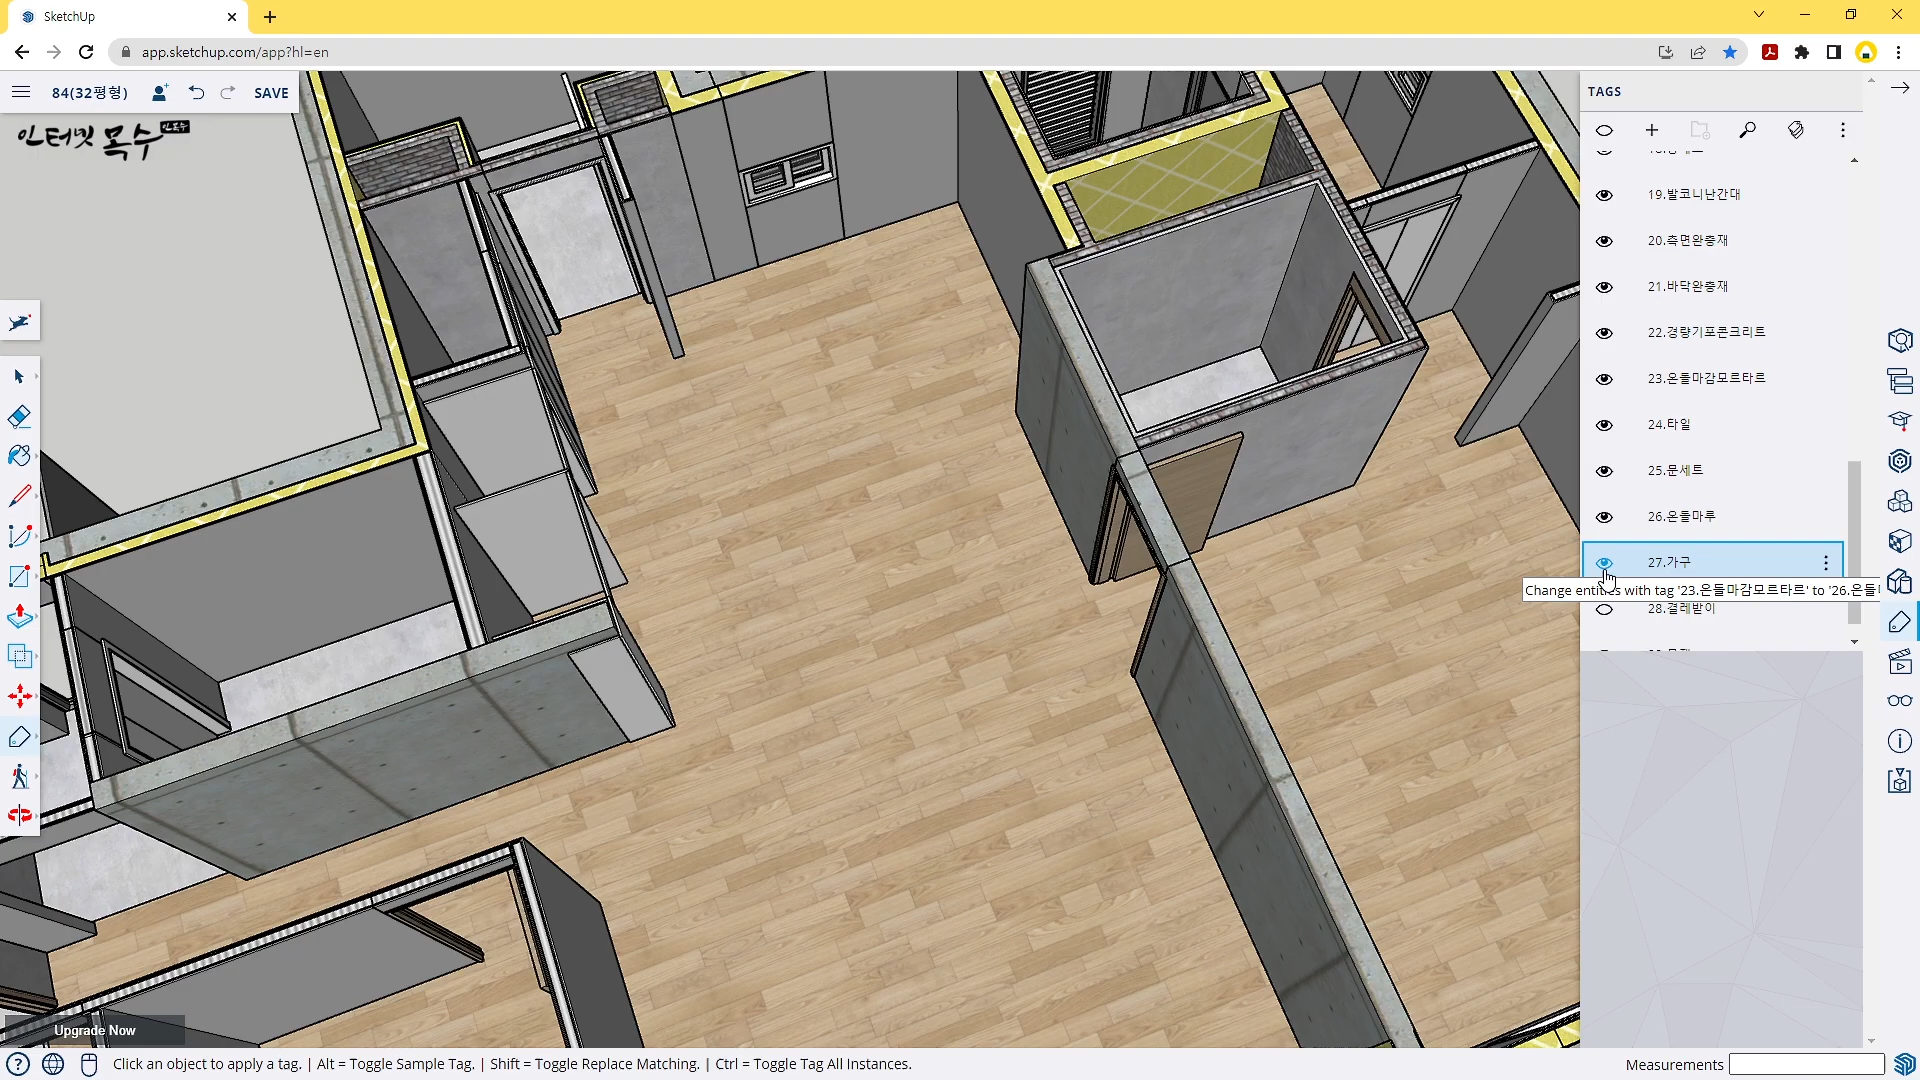 SketchUp
app.sketchup.com/app?hl=en
84(32평형)
SAVE
TAGS
인터넷 목수
19.발코니난간대
20.측면완충재
21.바닥완충재
22.경량기포콘크리트
23.온돌마감모르타르
24.타일
25.문세트
26.온돌마루
27.가구
Change entities with tag '23.온돌마감모르타르' to '26.온돌
28.걸레받이
Upgrade Now
Click an object to apply a tag. | Alt = Toggle Sample Tag. | Shift = Toggle Replace Matching. | Ctrl = Toggle Tag All Instances.
Measurements